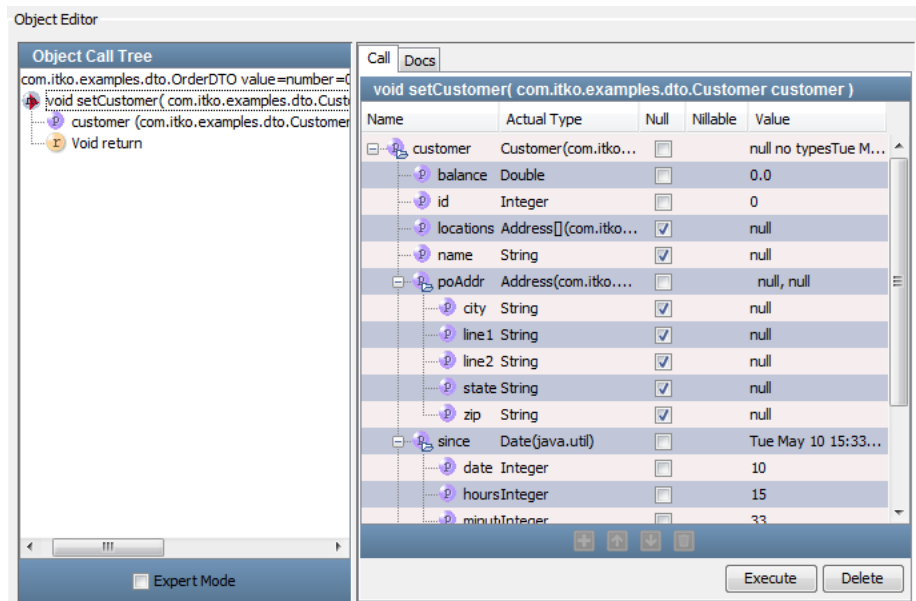 Object Editor
Object Call Tree
com.itko.examples.dto.OrderDTO value=number=0
void setCustomer( com.itko.examples.dto.Cust
P customer (com.itko.examples.dto.Customer
r Void return
Expert Mode
Call Docs
void setCustomer( com.itko.examples.dto.Customer customer )
Name Actual Type Null Nillable Value
P customer Customer(com.itko... null no typesTue M...
P balance Double 0.0
P id Integer 0
P locations Address[](com.itko... null
P name String null
P poAddr Address(com.itko.... null, null
P city String null
P line1 String null
P line2 String null
P state String null
P zip String null
P since Date(java.util) Tue May 10 15:33...
P date Integer 10
P hours Integer 15
P minut Integer 33
Execute Delete